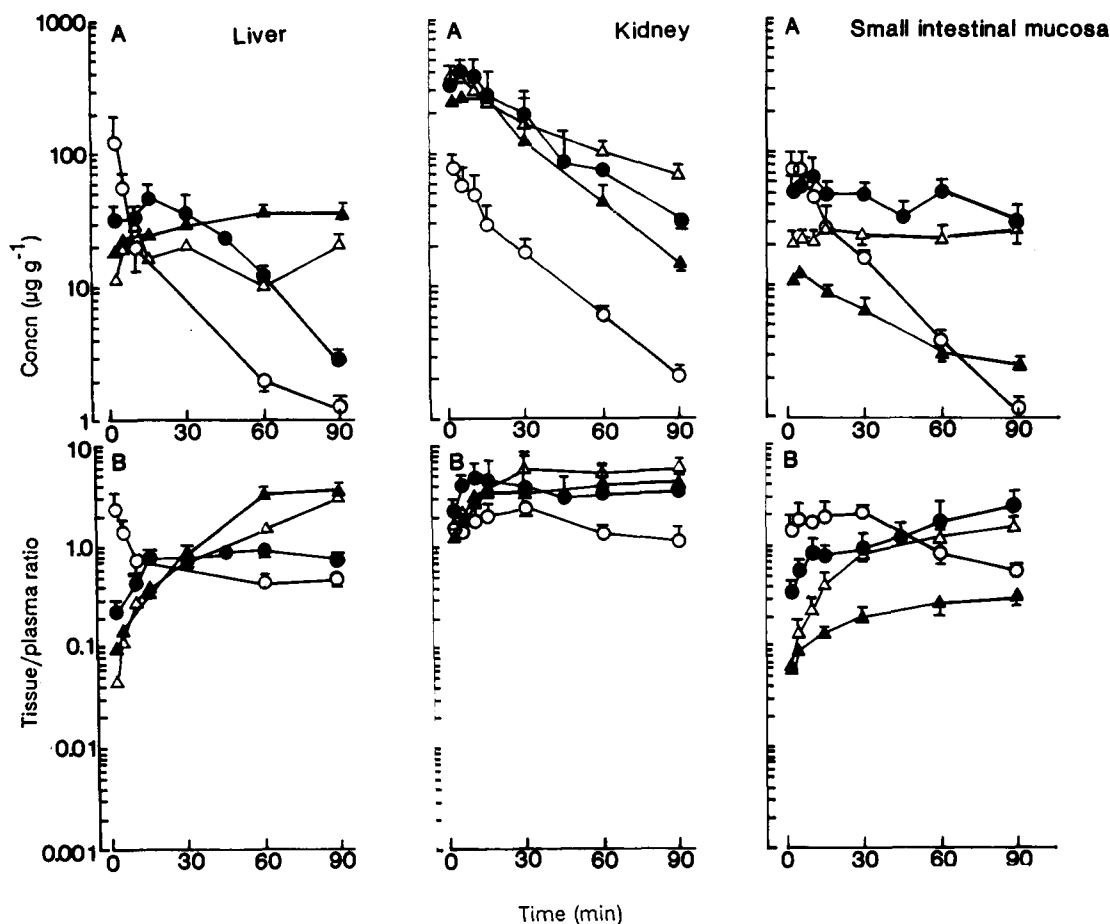 A Liver
A Kidney
A Small intestinal mucosa
1000
100
10
1
Concn (µg g⁻¹)
0 30 60 90
0 30 60 90
0 30 60 90
B
B
B
10
1.0
0.1
0.01
0.001
Tissue/plasma ratio
0 30 60 90
0 30 60 90
0 30 60 90
Time (min)